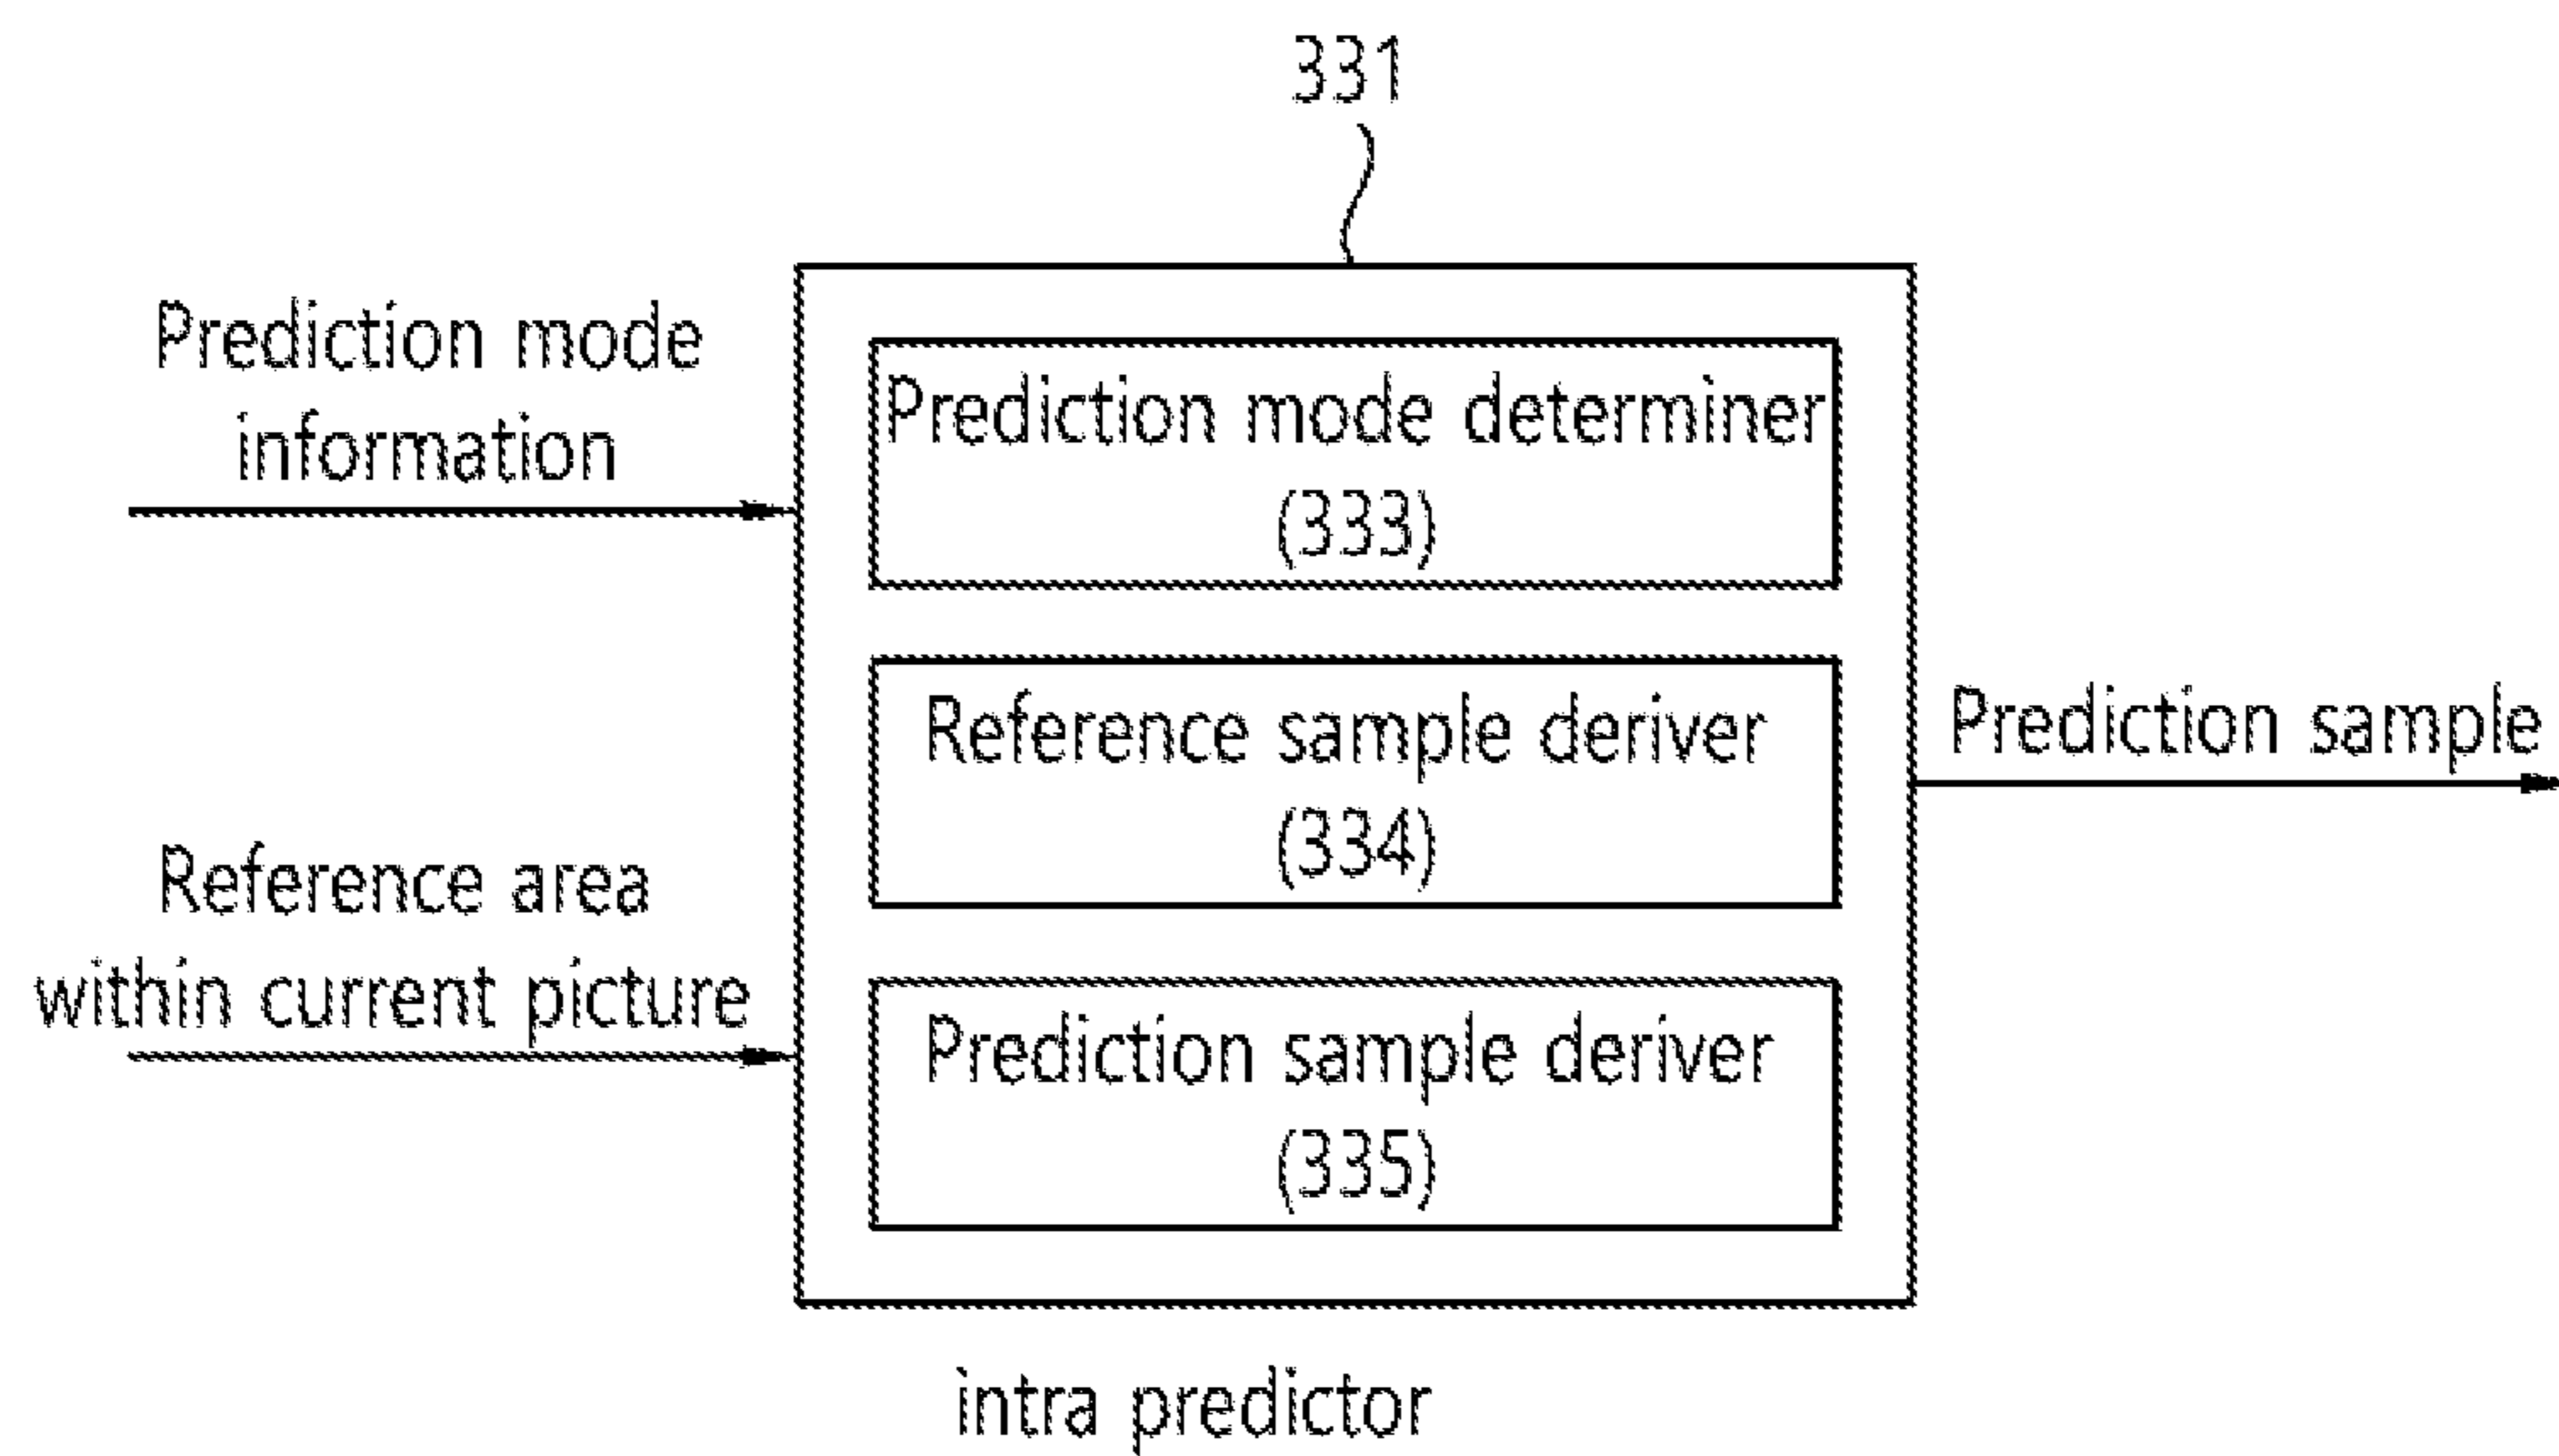 331
Prediction mode
information
Prediction mode determiner
(333)
Reference sample deriver
(334)
Prediction sample
Reference area
within current picture
Prediction sample deriver
(335)
intra predictor